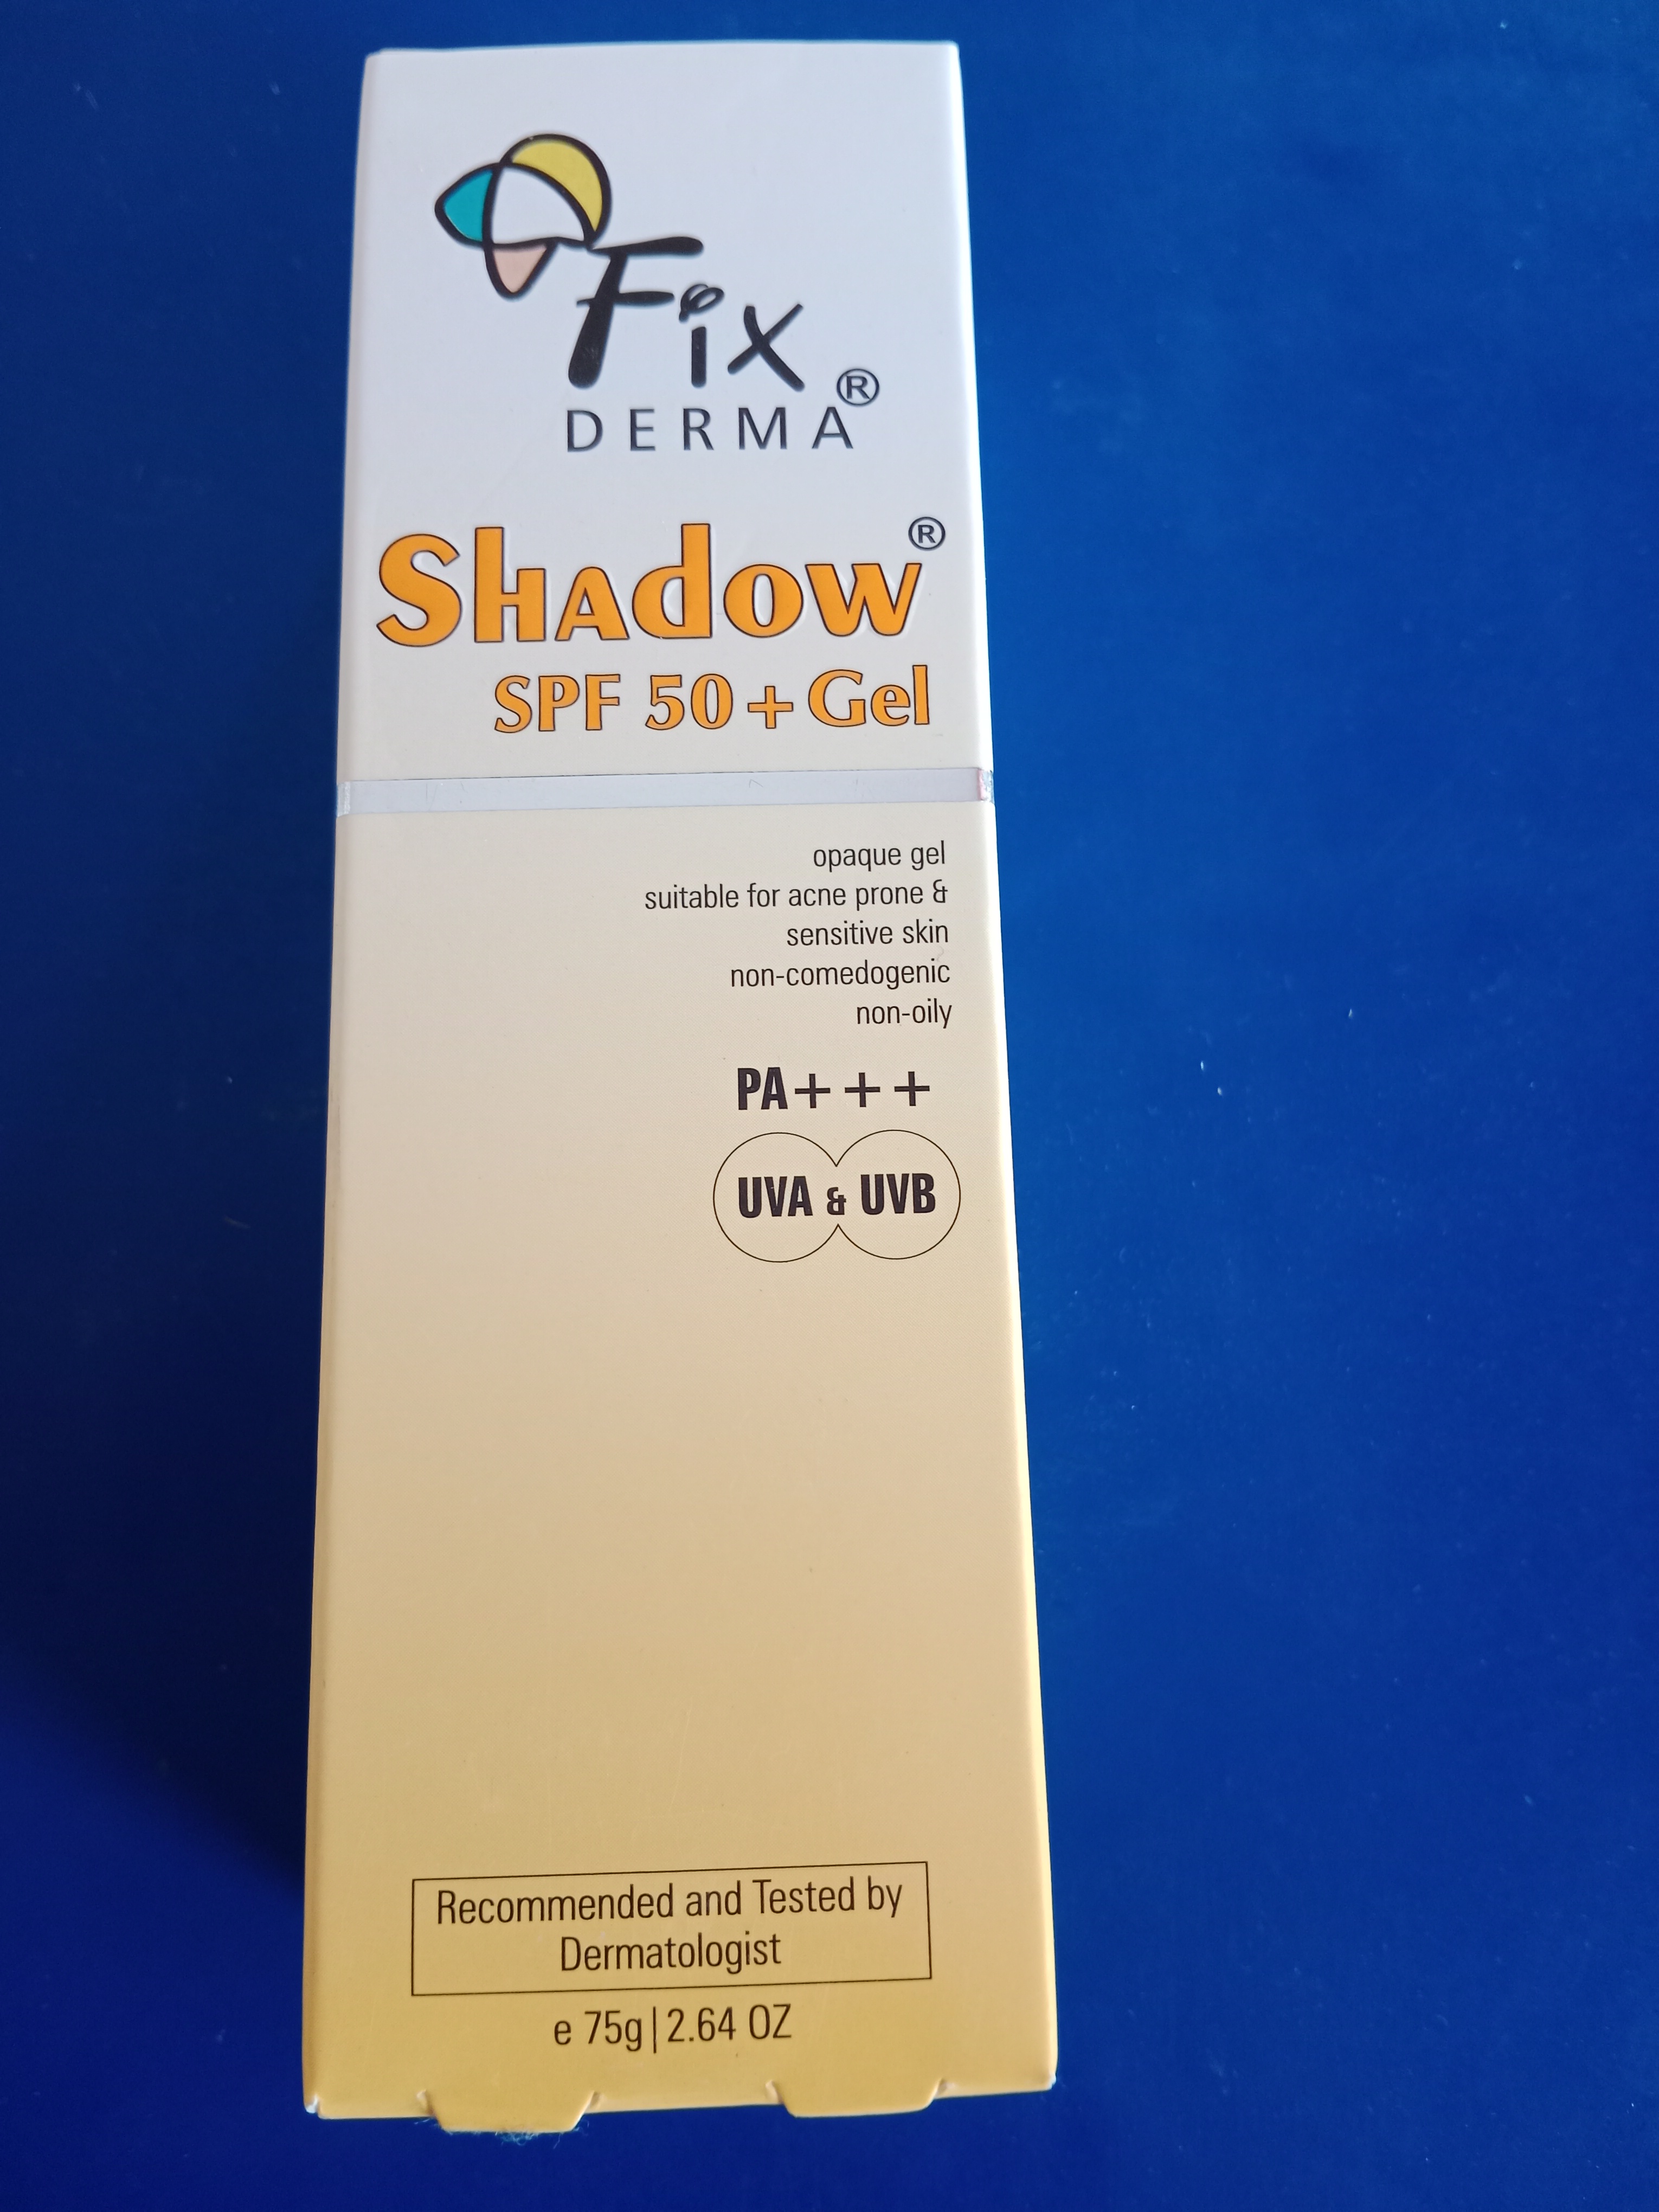 Fix
DERMA®
Shadow®
SPF 50+ Gel
opaque gel
suitable for acne prone &
sensitive skin
non-comedogenic
non-oily
PA+++
UVA & UVB
Recommended and Tested by
Dermatologist
e 75g|2.64 OZ